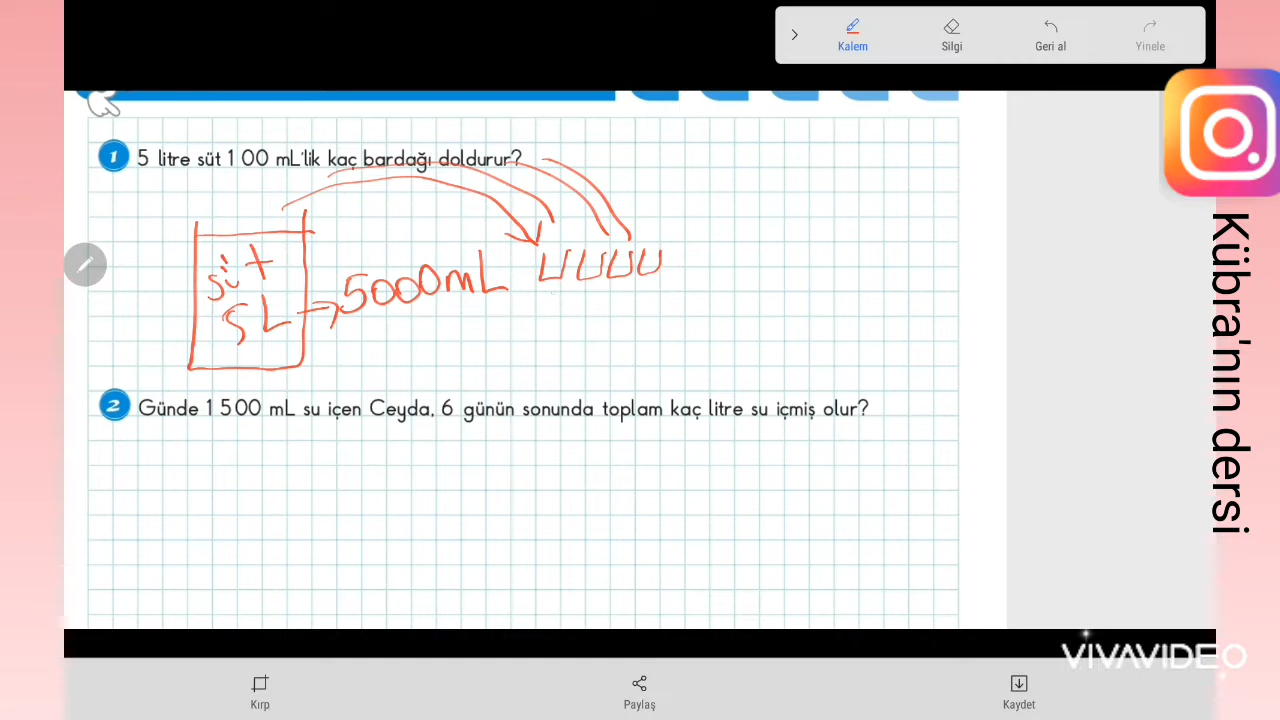 Kalem
Silgi
Geri al
Yinele
1 5 litre süt 100 mL'lik kaç bardağı doldurur?
süt
5L → 5000mL
2 Günde 1500 mL su içen Ceyda, 6 günün sonunda toplam kaç litre su içmiş olur?
Kübra'nın dersi
VIVAVIDEO
Kırp
Paylaş
Kaydet